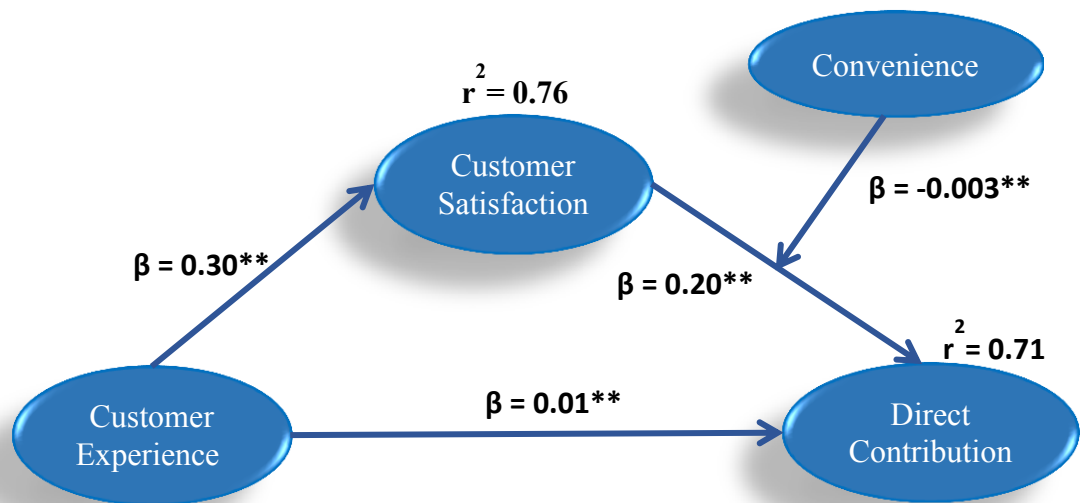 Convenience
r² = 0.76
Customer
Satisfaction
β = -0.003**
β = 0.30**
β = 0.20**
r² = 0.71
β = 0.01**
Customer
Experience
Direct
Contribution